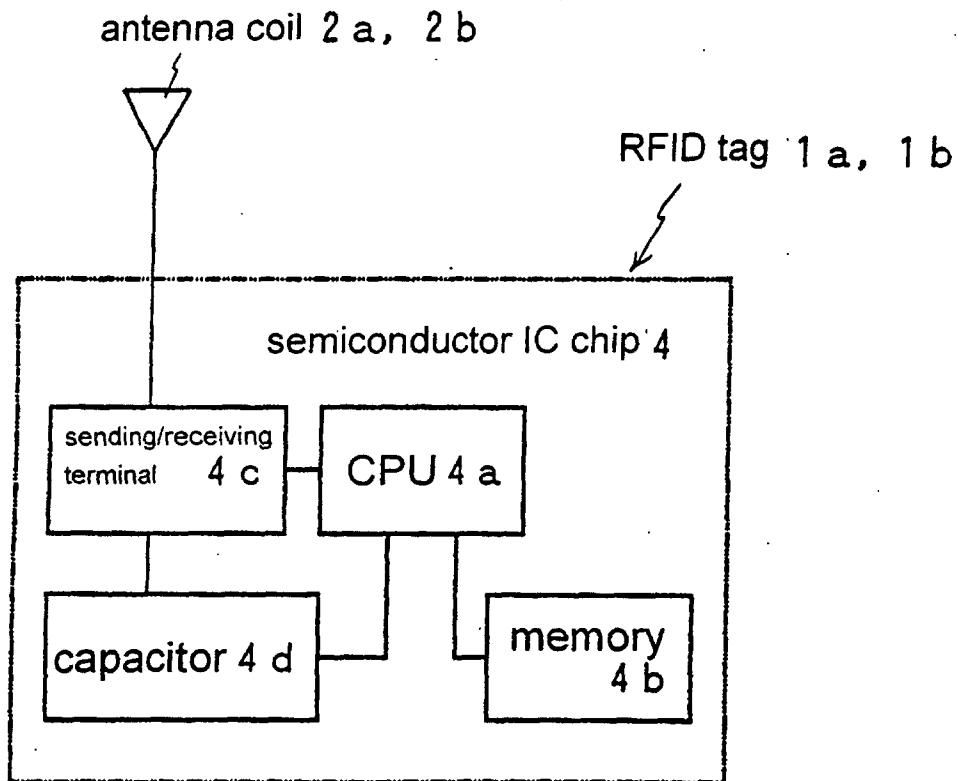 antenna coil 2 a, 2 b
RFID tag 1 a, 1 b
semiconductor IC chip 4
sending/receiving
terminal 4 c
CPU 4 a
capacitor 4 d
memory
4 b